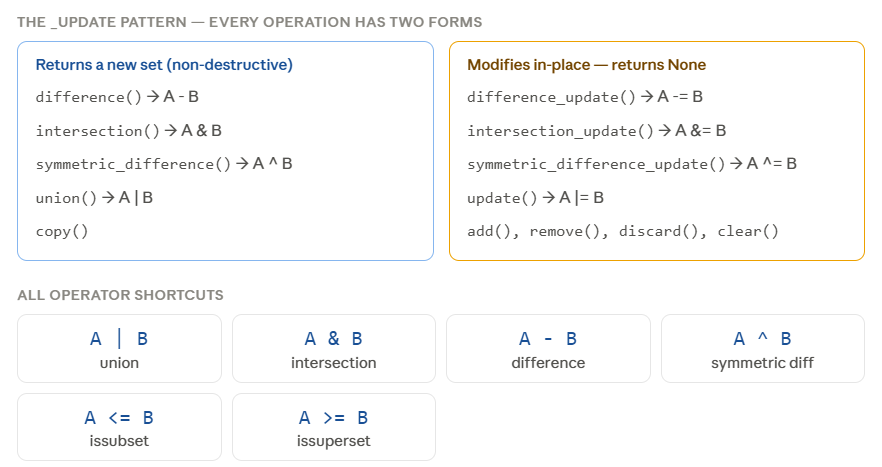 THE _UPDATE PATTERN — EVERY OPERATION HAS TWO FORMS
Returns a new set (non-destructive)
difference() → A - B
intersection() → A & B
symmetric_difference() → A ^ B
union() → A | B
copy()
Modifies in-place — returns None
difference_update() → A -= B
intersection_update() → A &= B
symmetric_difference_update() → A ^= B
update() → A |= B
add(), remove(), discard(), clear()
ALL OPERATOR SHORTCUTS
A | B
union
A & B
intersection
A - B
difference
A ^ B
symmetric diff
A <= B
issubset
A >= B
issuperset